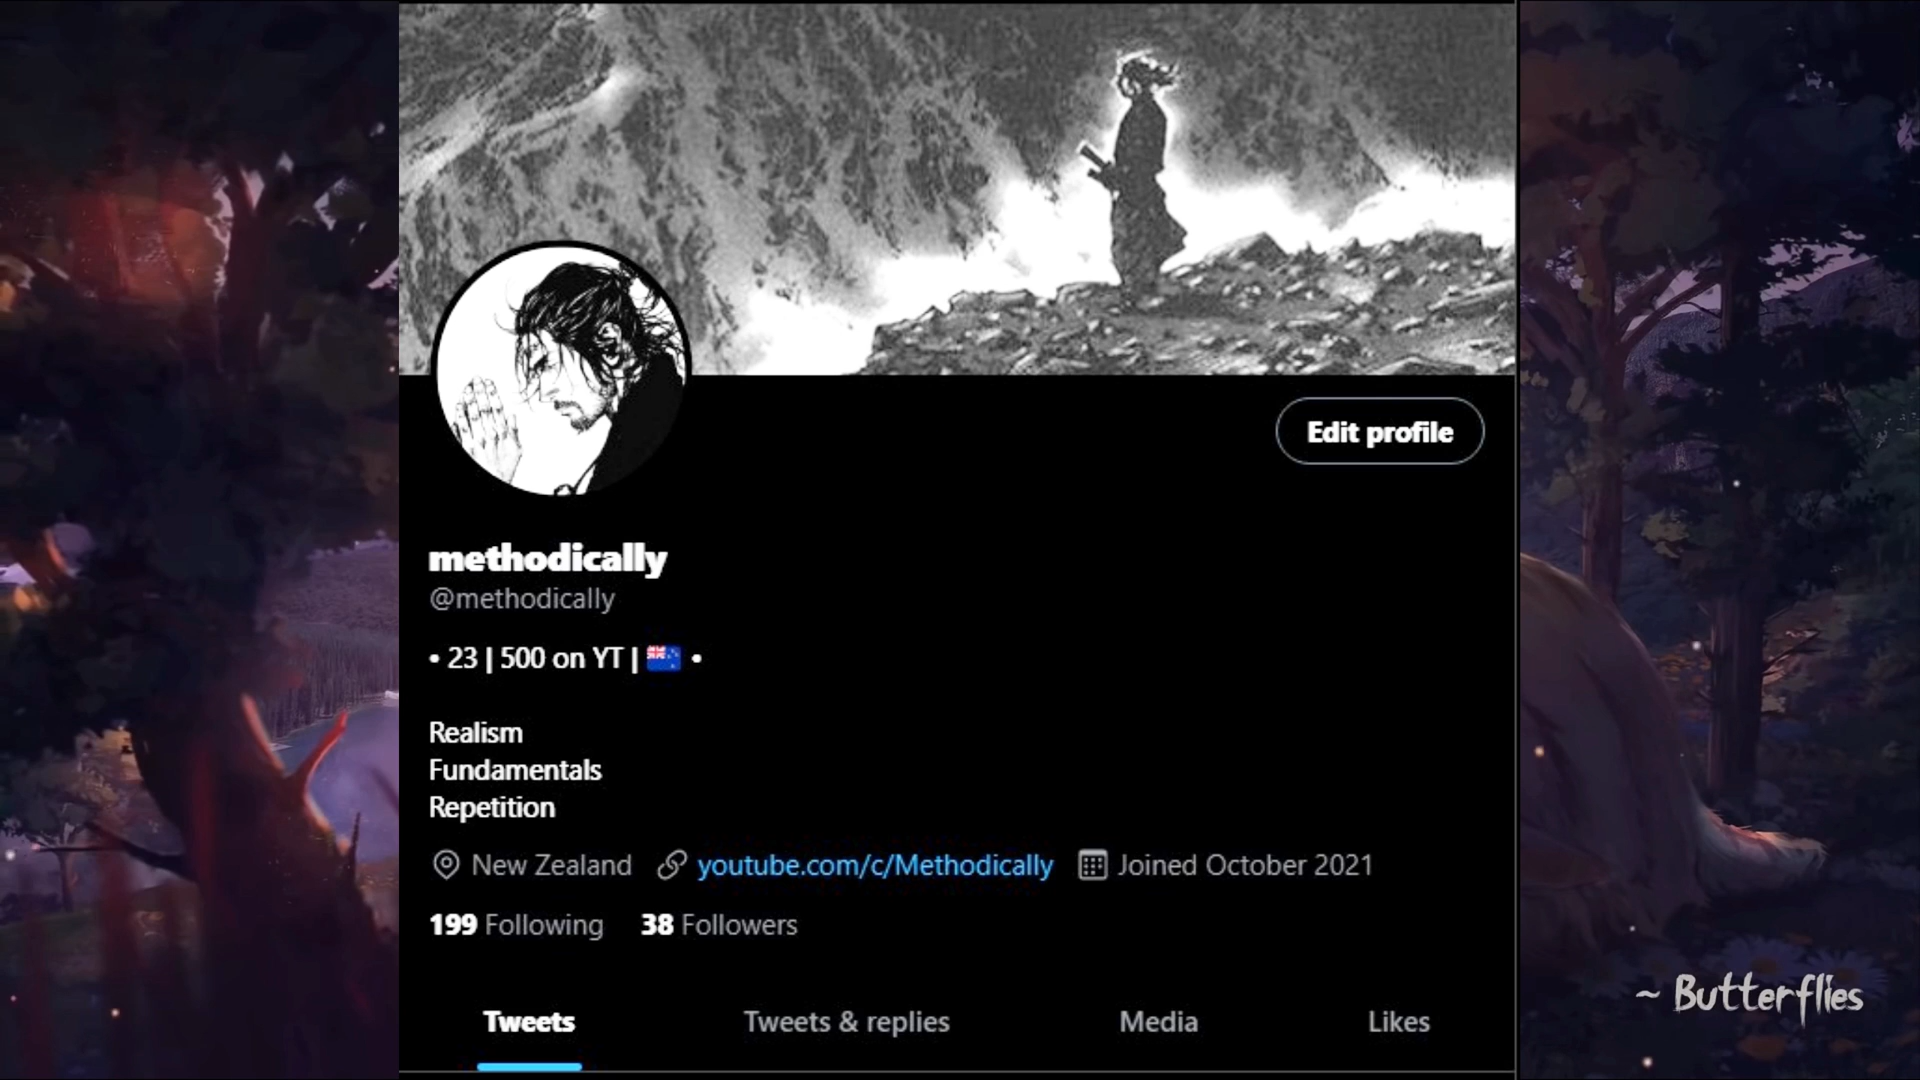 Edit profile
methodically
@methodically
• 23 | 500 on YT | 🇳🇿 •
Realism
Fundamentals
Repetition
New Zealand youtube.com/c/Methodically Joined October 2021
199 Following 38 Followers
Tweets Tweets & replies Media Likes
~ Butterflies